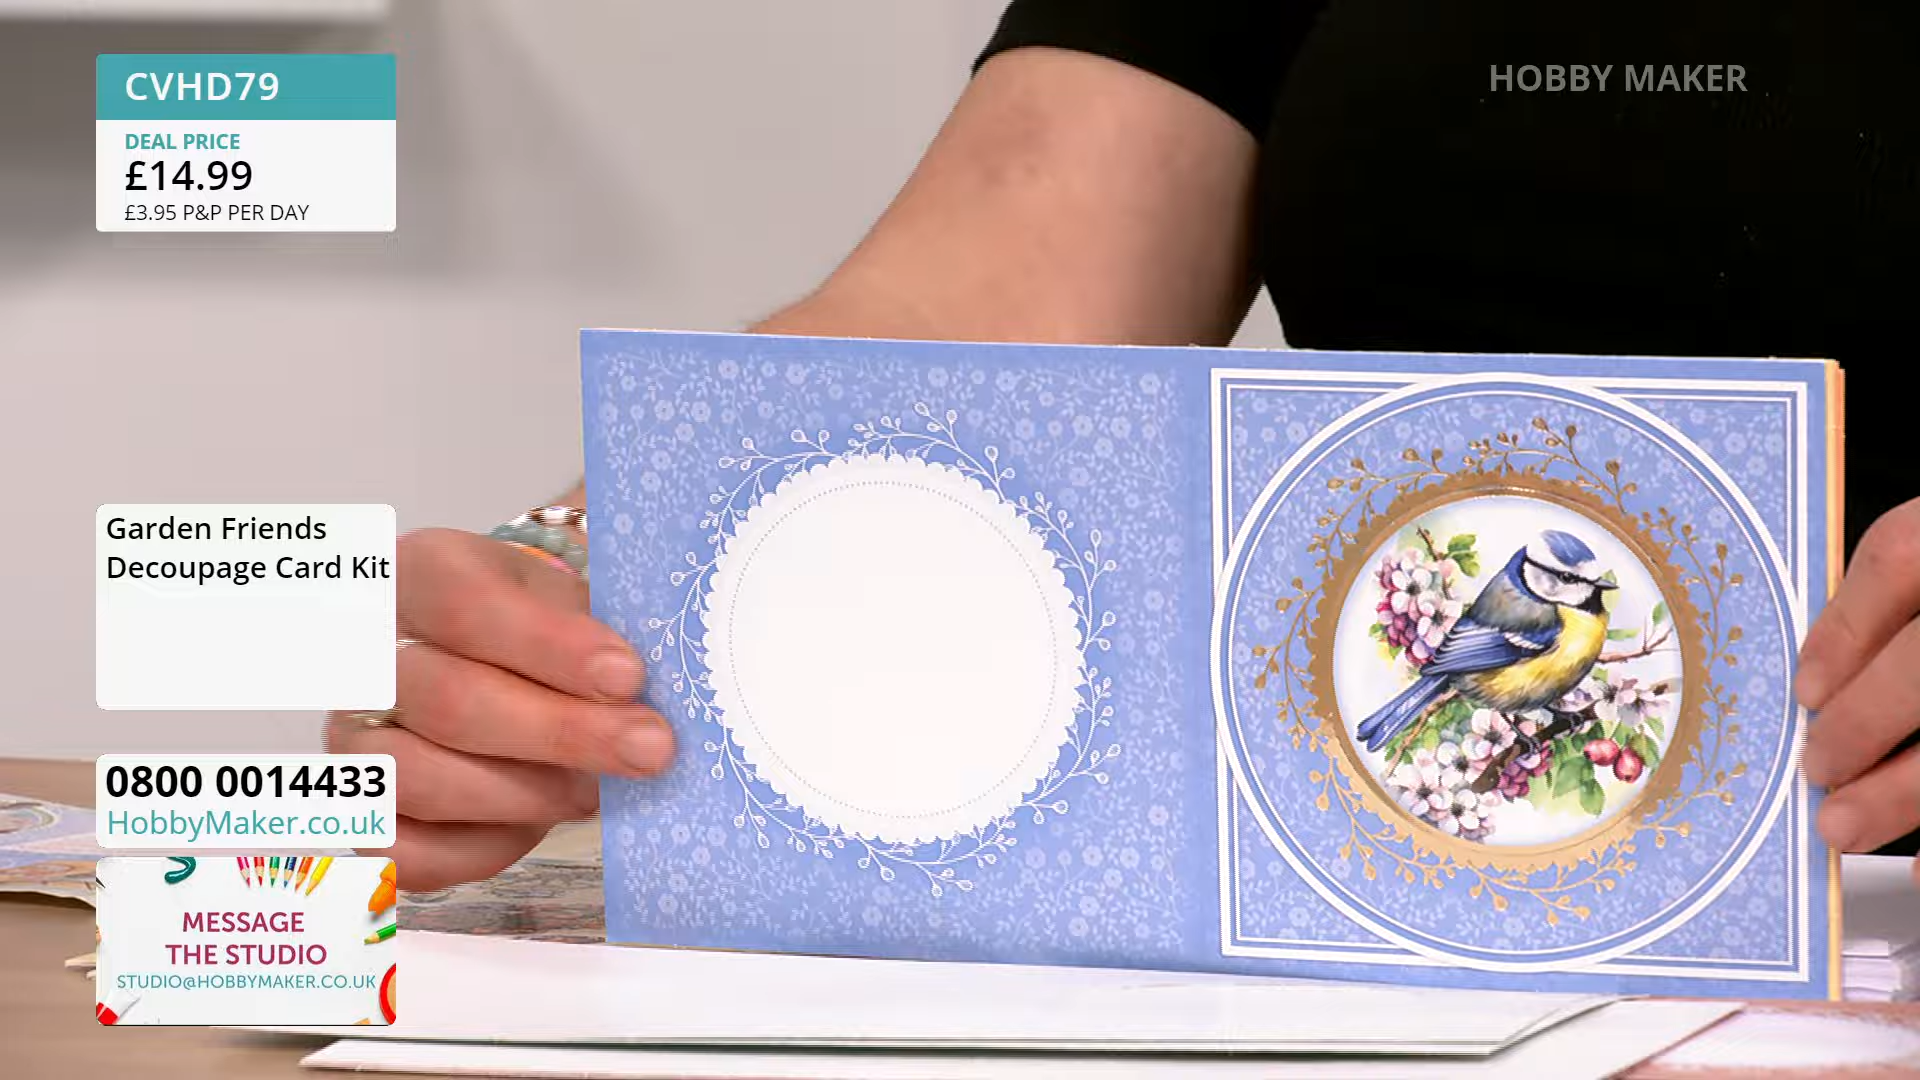 CVHD79
DEAL PRICE
£14.99
£3.95 P&P PER DAY
HOBBY MAKER
Garden Friends
Decoupage Card Kit
0800 0014433
HobbyMaker.co.uk
MESSAGE
THE STUDIO
STUDIO@HOBBYMAKER.CO.UK